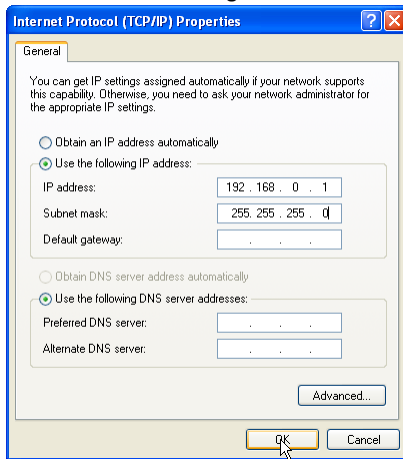 Internet Protocol (TCP/IP) Properties
General
You can get IP settings assigned automatically if your network supports
this capability. Otherwise, you need to ask your network administrator for
the appropriate IP settings.
Obtain an IP address automatically
Use the following IP address:
IP address: 192 . 168 . 0 . 1
Subnet mask: 255 . 255 . 255 . 0
Default gateway: . . .
Obtain DNS server address automatically
Use the following DNS server addresses:
Preferred DNS server: . . .
Alternate DNS server: . . .
Advanced...
OK Cancel